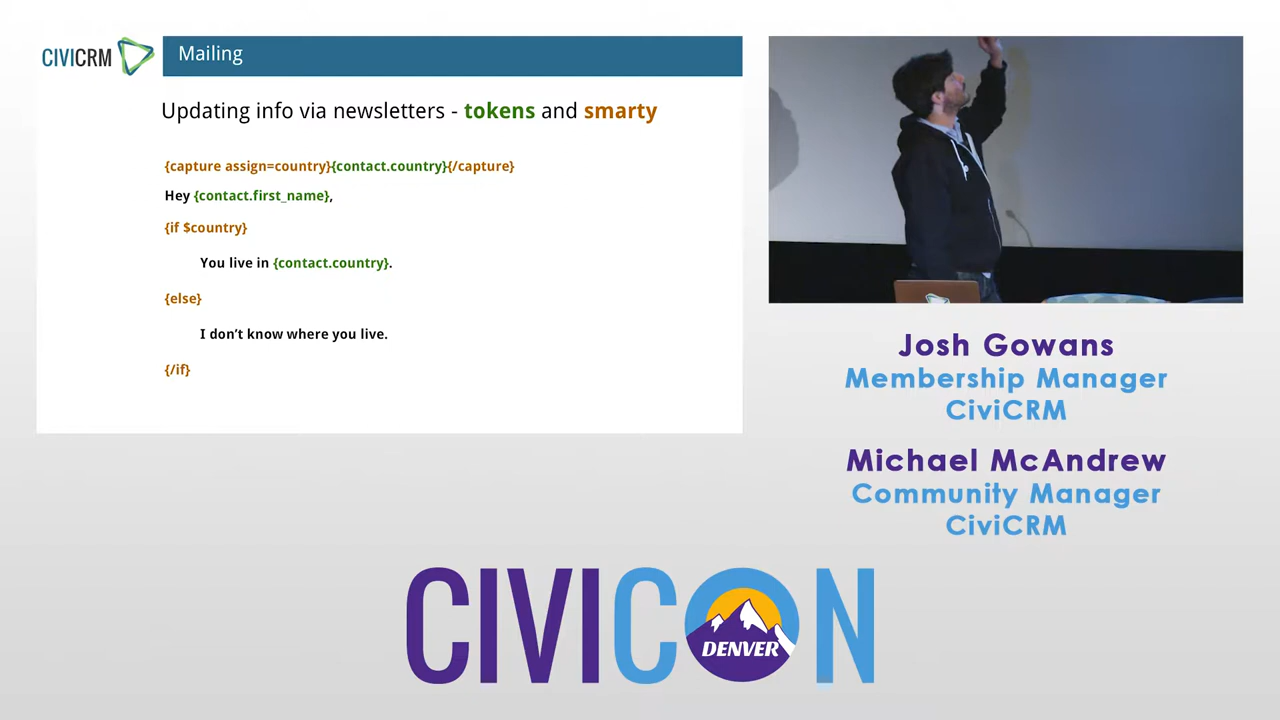 CIVICRM
Mailing
Updating info via newsletters - tokens and smarty
{capture assign=country}{contact.country}{/capture}
Hey {contact.first_name},
{if $country}
You live in {contact.country}.
{else}
I don’t know where you live.
{/if}
Josh Gowans
Membership Manager
CiviCRM
Michael McAndrew
Community Manager
CiviCRM
CIVICON
DENVER